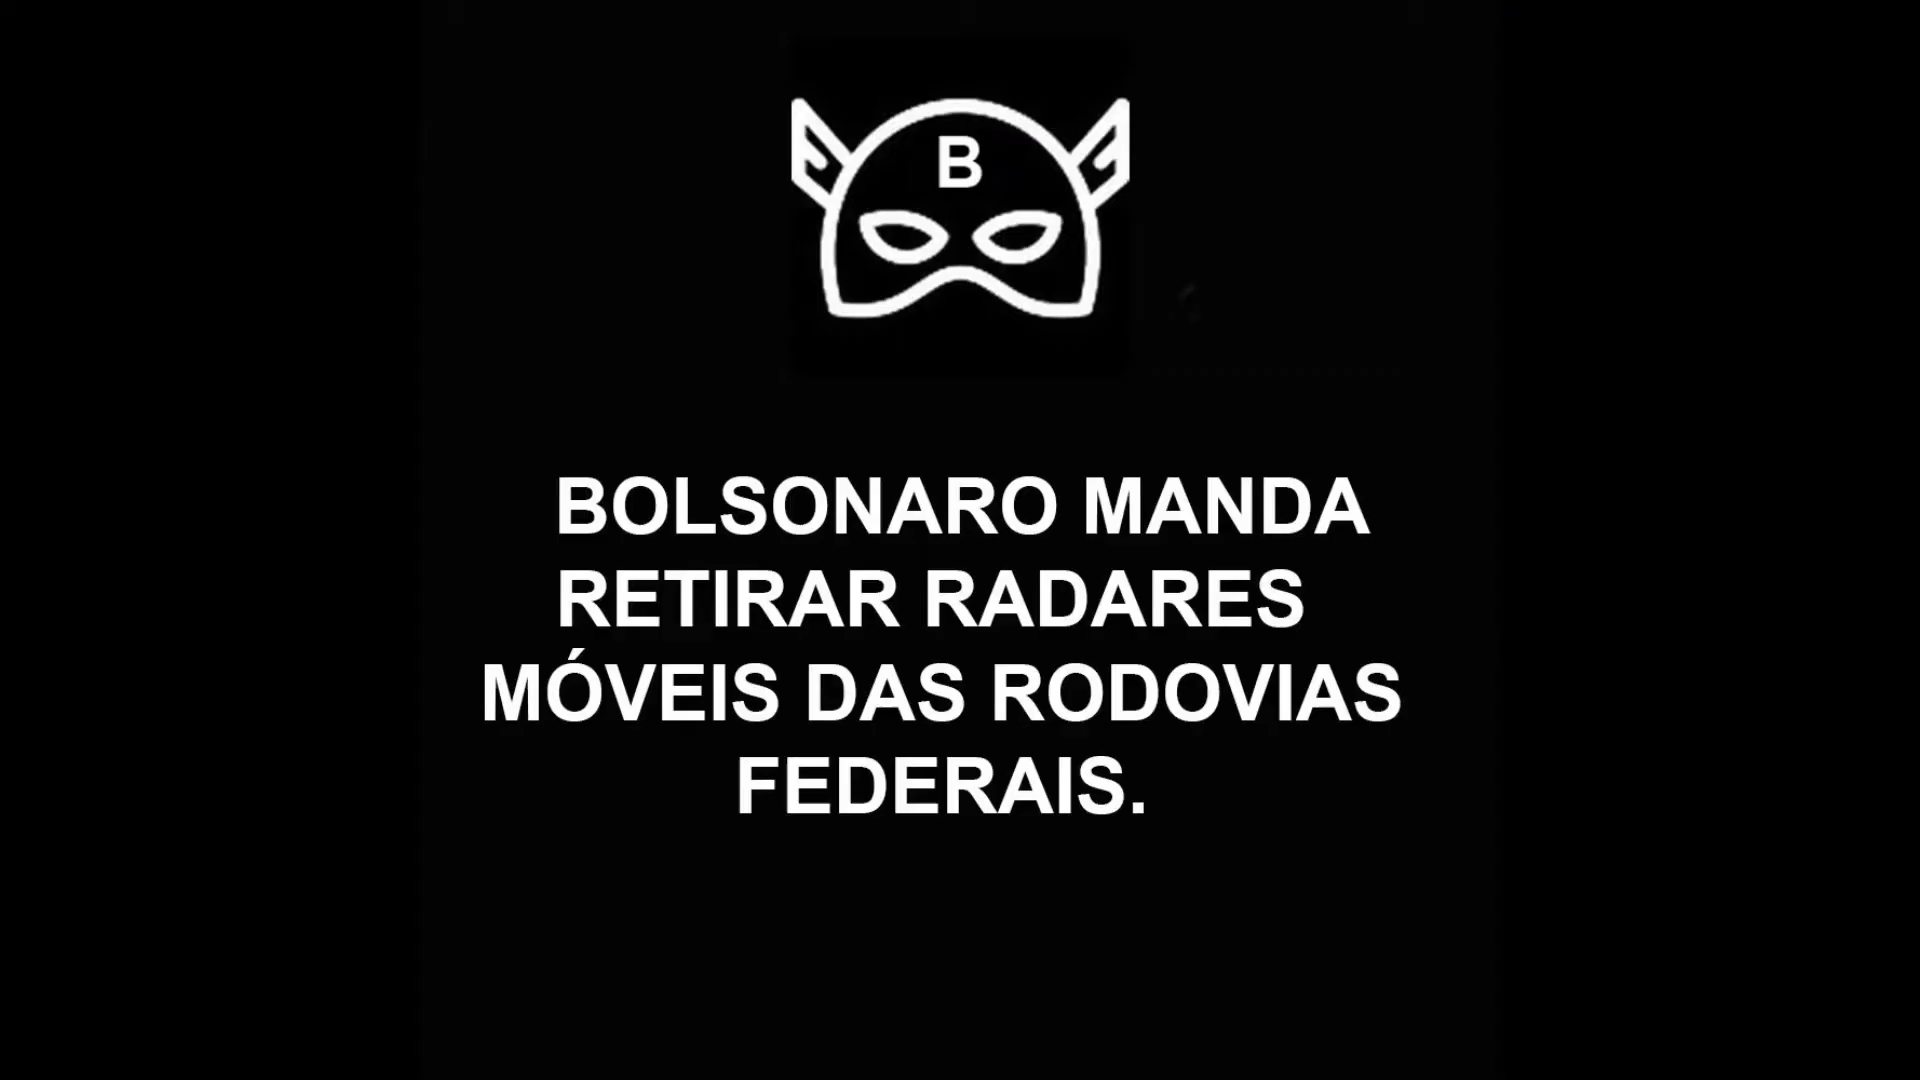 B
BOLSONARO MANDA
RETIRAR RADARES
MÓVEIS DAS RODOVIAS
FEDERAIS.